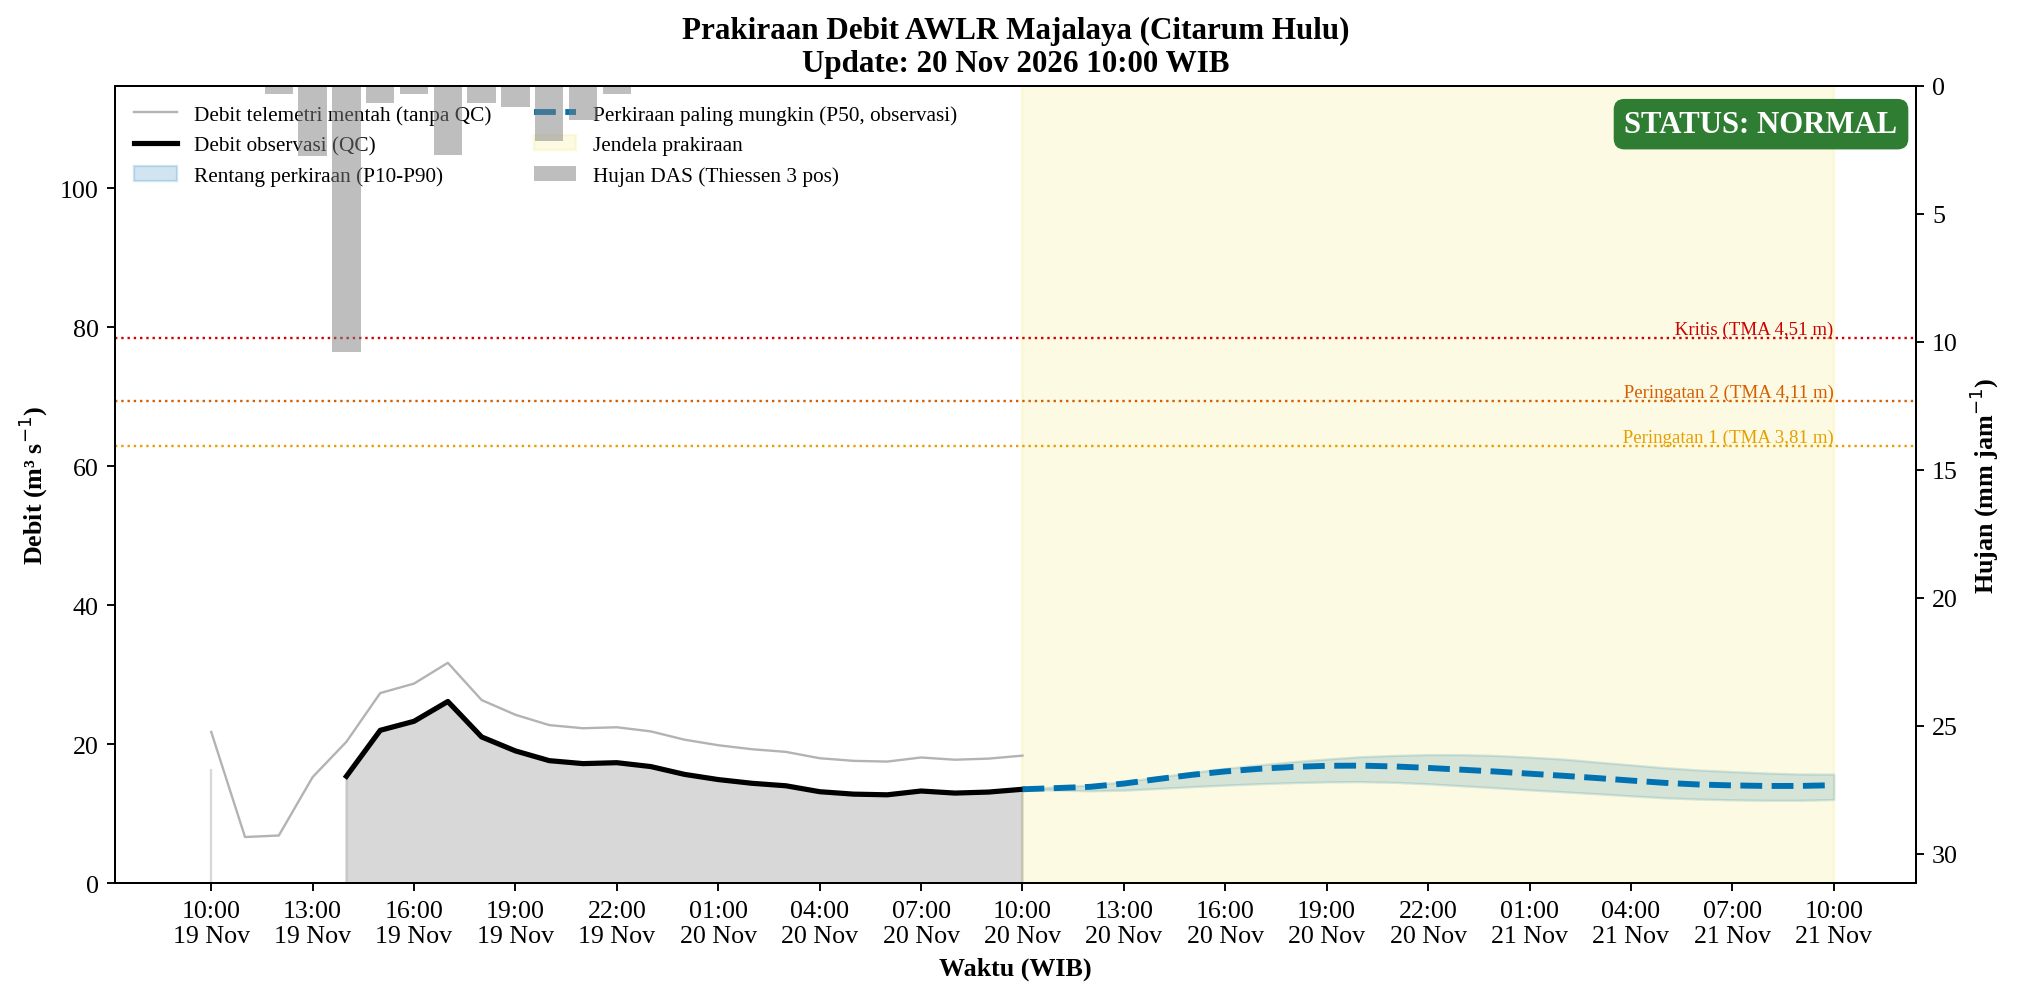 Prakiraan Debit AWLR Majalaya (Citarum Hulu)
Update: 20 Nov 2026 10:00 WIB
Debit telemetri mentah (tanpa QC)
Debit observasi (QC)
Rentang perkiraan (P10-P90)
Perkiraan paling mungkin (P50, observasi)
Jendela prakiraan
Hujan DAS (Thiessen 3 pos)
STATUS: NORMAL
Kritis (TMA 4,51 m)
Peringatan 2 (TMA 4,11 m)
Peringatan 1 (TMA 3,81 m)
Debit (m³ s⁻¹)
100
80
60
40
20
0
Hujan (mm jam⁻¹)
0
5
10
15
20
25
30
10:00 13:00 16:00 19:00 22:00 01:00 04:00 07:00 10:00 13:00 16:00 19:00 22:00 01:00 04:00 07:00 10:00
19 Nov 19 Nov 19 Nov 19 Nov 19 Nov 20 Nov 20 Nov 20 Nov 20 Nov 20 Nov 20 Nov 20 Nov 20 Nov 21 Nov 21 Nov 21 Nov 21 Nov
Waktu (WIB)